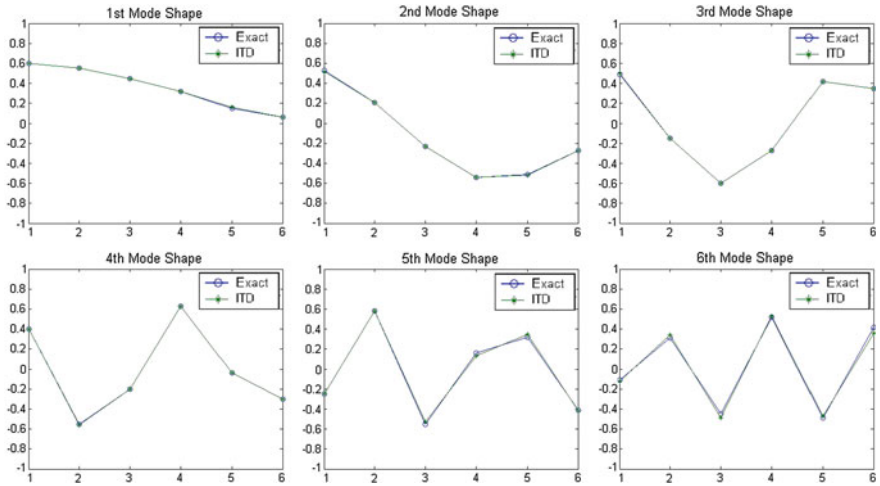 1st Mode Shape
1
0.8
0.6
0.4
0.2
0
-0.2
-0.4
-0.6
-0.8
-1
1 2 3 4 5 6
Exact
ITD
2nd Mode Shape
1
0.8
0.6
0.4
0.2
0
-0.2
-0.4
-0.6
-0.8
-1
1 2 3 4 5 6
Exact
ITD
3rd Mode Shape
1
0.8
0.6
0.4
0.2
0
-0.2
-0.4
-0.6
-0.8
-1
1 2 3 4 5 6
Exact
ITD
4th Mode Shape
1
0.8
0.6
0.4
0.2
0
-0.2
-0.4
-0.6
-0.8
-1
1 2 3 4 5 6
Exact
ITD
5th Mode Shape
1
0.8
0.6
0.4
0.2
0
-0.2
-0.4
-0.6
-0.8
-1
1 2 3 4 5 6
Exact
ITD
6th Mode Shape
1
0.8
0.6
0.4
0.2
0
-0.2
-0.4
-0.6
-0.8
-1
1 2 3 4 5 6
Exact
ITD